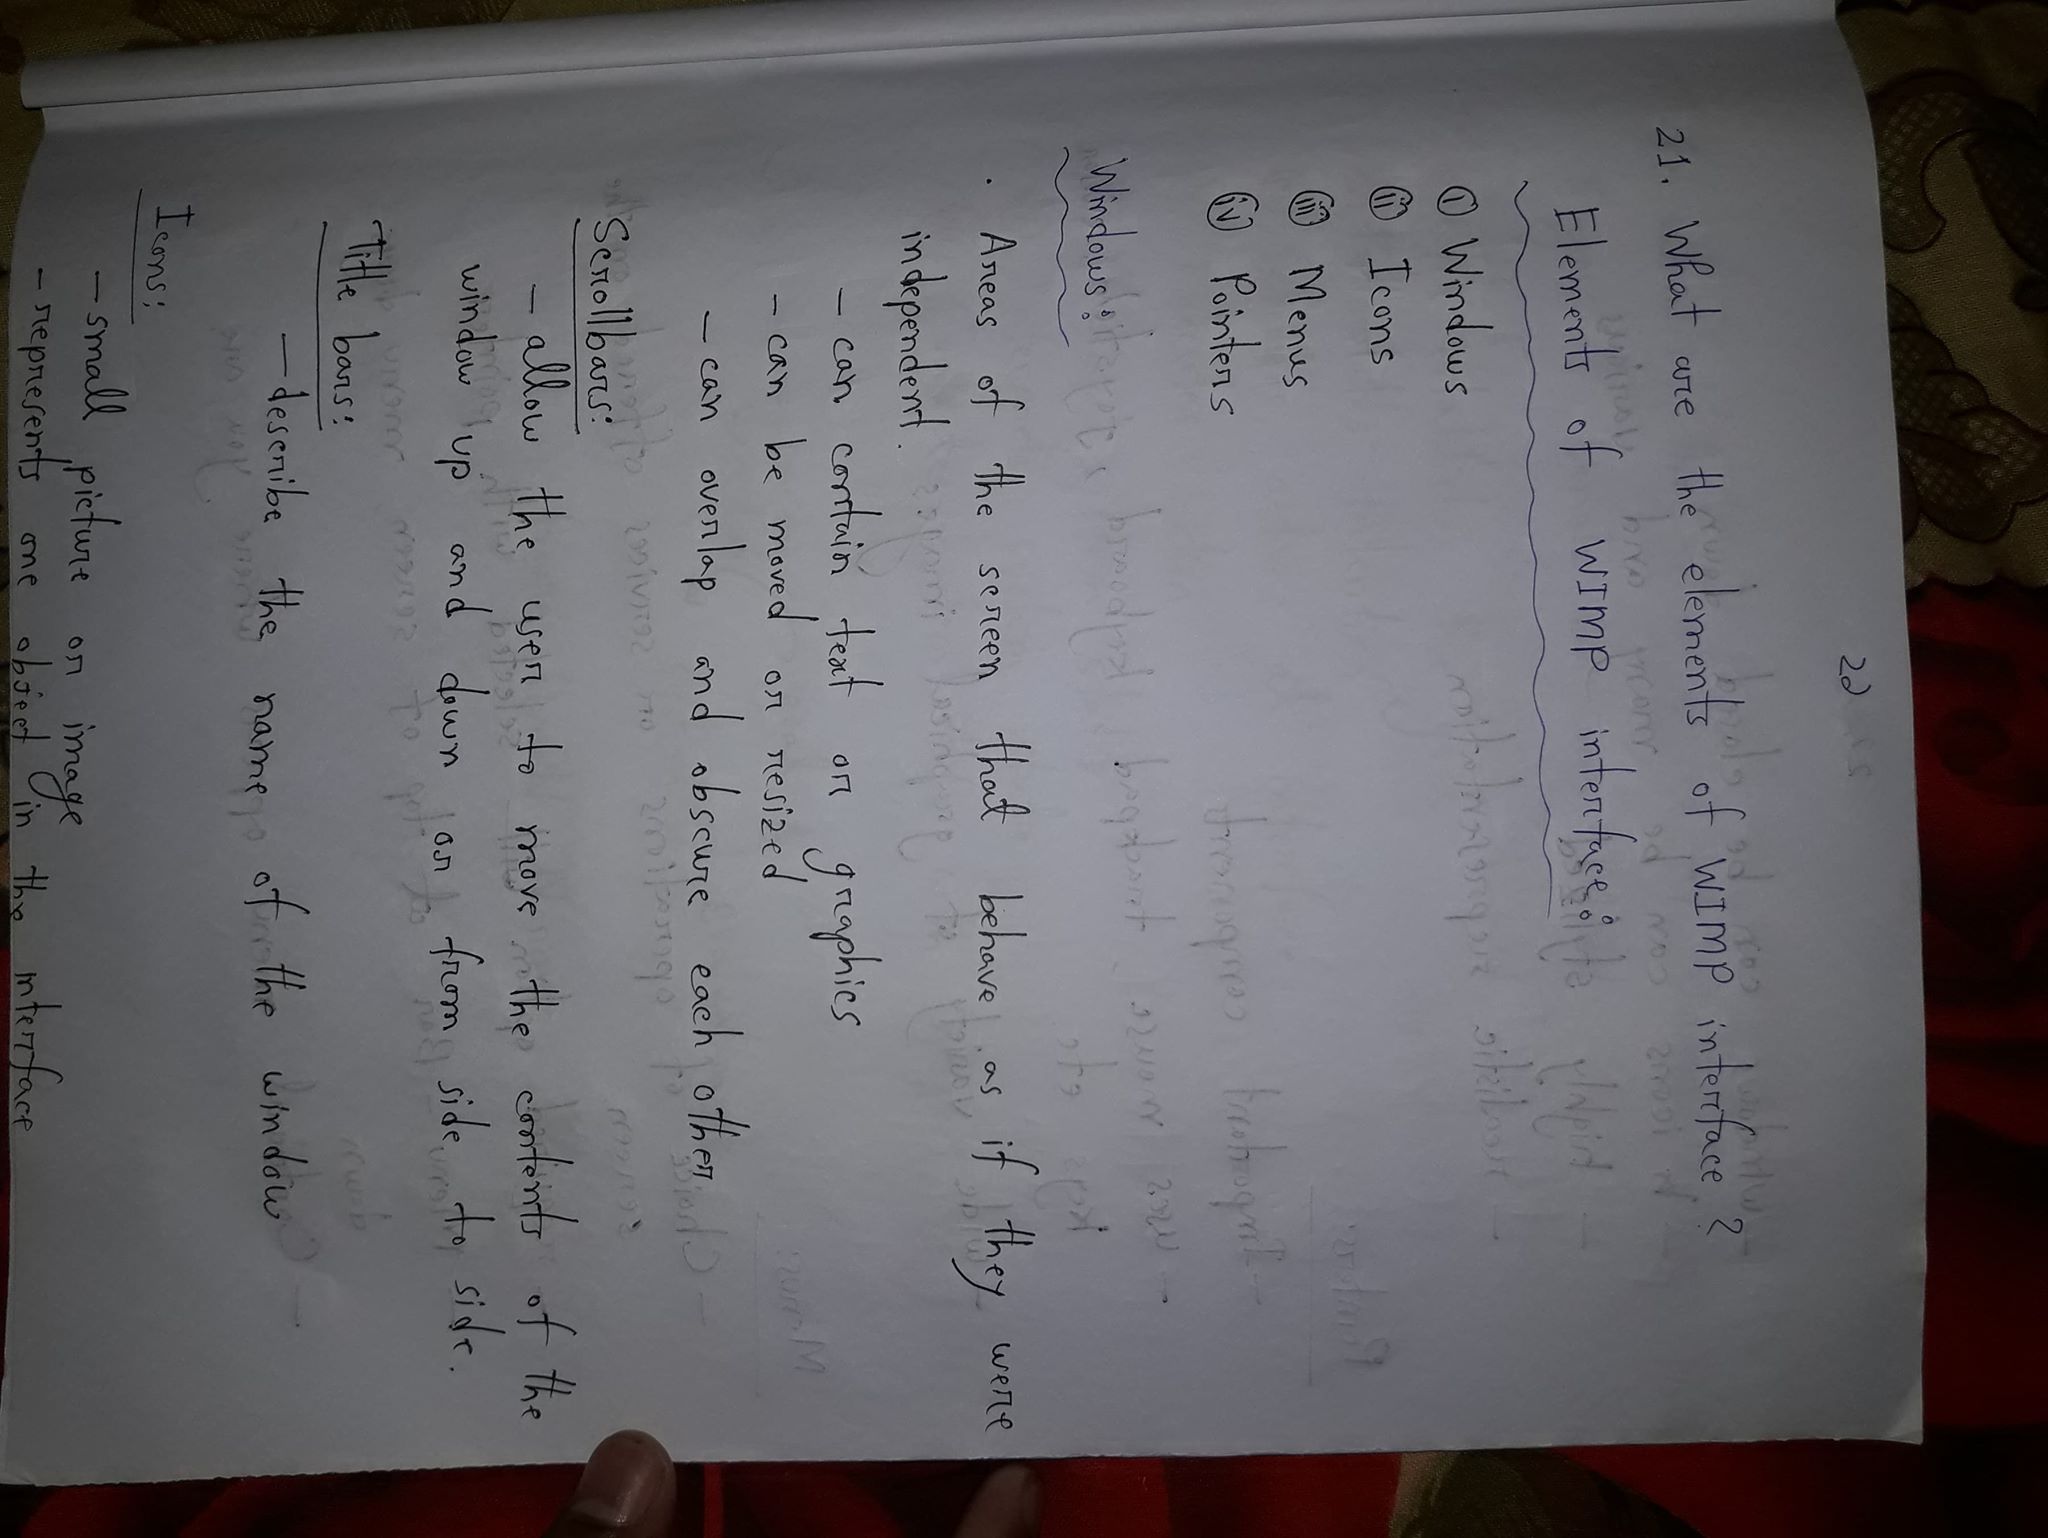 22
21. What are the elements of WIMP interface ?
Elements of WIMP interface:
(i) Windows
(ii) Icons
(iii) Menus
(iv) Pointers
Windows:
· Areas of the screen that behave as if they were
independent.
- can contain text or graphics
- can be moved or resized
- can overlap and obscure each other
Scrollbars:
- allow the user to move the contents of the
window up and down or from side to side.
Title bars:
- describe the name of the window
Icons:
- small picture or image
- represents one object in the interface